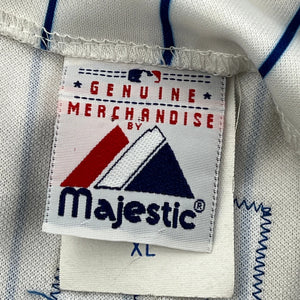 GENUINE
MERCHANDISE
BY
Majestic®
XL